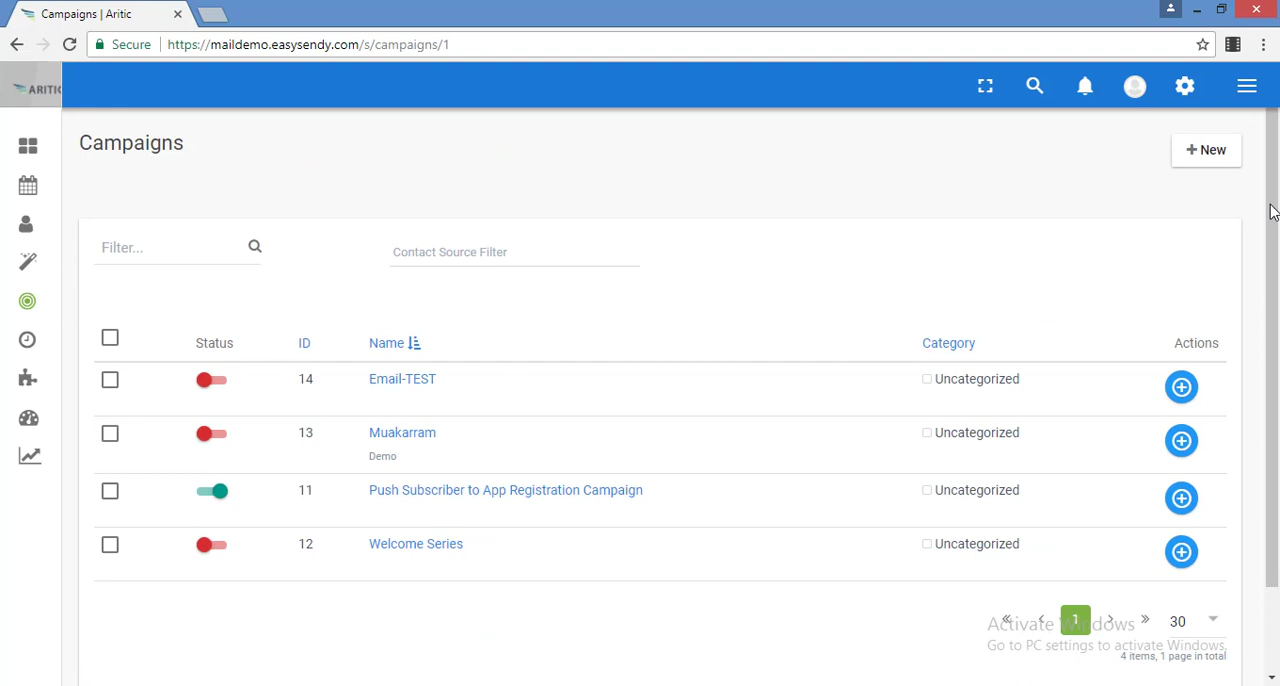 Campaigns | Aritic
Secure https://maildemo.easysendy.com/s/campaigns/1
ARITIC
Campaigns
+ New
Filter...
Contact Source Filter
Status ID Name Category Actions
14 Email-TEST Uncategorized
13 Muakarram Uncategorized
Demo
11 Push Subscriber to App Registration Campaign Uncategorized
12 Welcome Series Uncategorized
« ‹ 1 › » 30
Activate Windows
Go to PC settings to activate Windows.
4 items, 1 page in total